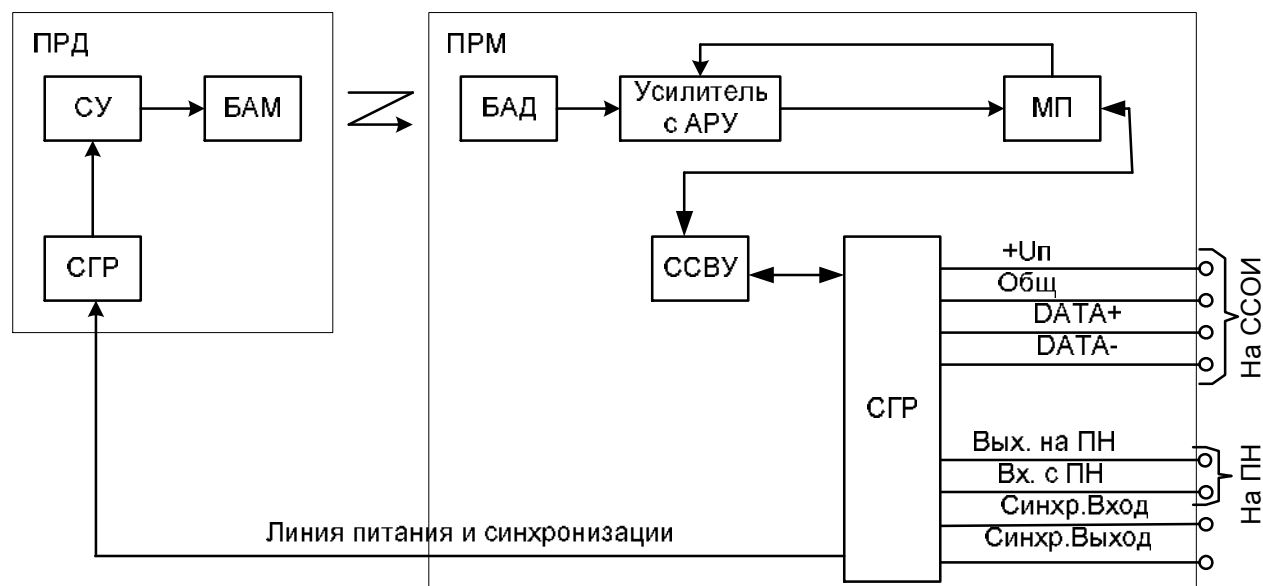 ПРД
СУ
БАМ
СГР
ПРМ
БАД
Усилитель
с АРУ
МП
ССВУ
СГР
+Uп
Общ
DATA+
DATA-
На ССОИ
Вых. на ПН
Вх. с ПН
На ПН
Синхр.Вход
Синхр.Выход
Линия питания и синхронизации